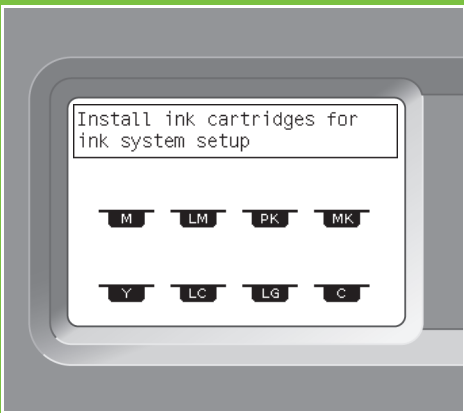 Install ink cartridges for
ink system setup
M LM PK MK
Y LC LG C